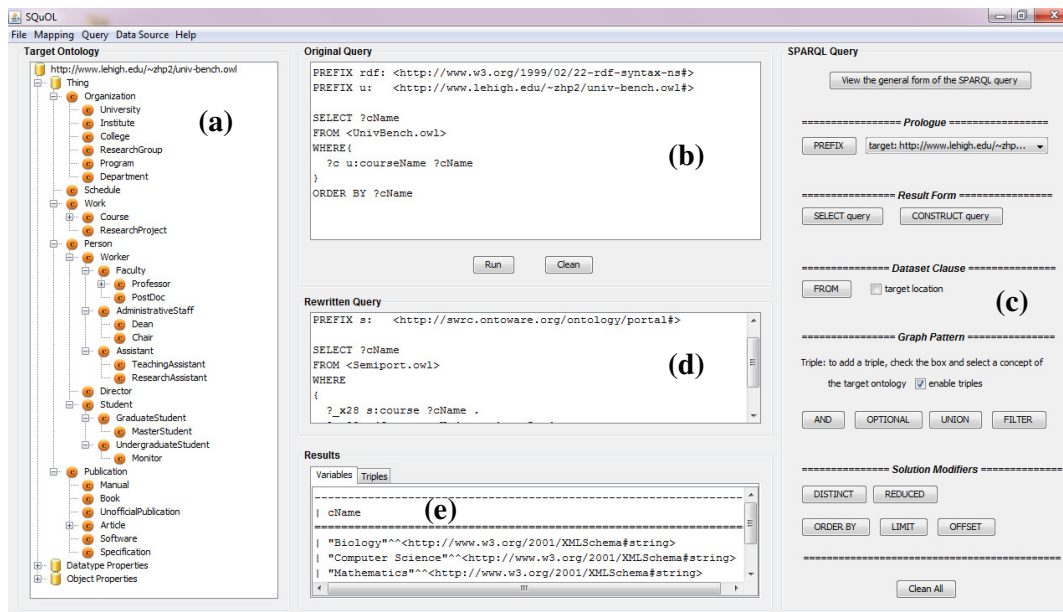 SQuOL
File Mapping Query Data Source Help
Target Ontology
http://www.lehigh.edu/~zhp2/univ-bench.owl
Thing
Organization
University
Institute
College
ResearchGroup
Program
Department
Schedule
Work
Course
ResearchProject
Person
Worker
Faculty
Professor
PostDoc
AdministrativeStaff
Dean
Chair
Assistant
TeachingAssistant
ResearchAssistant
Director
Student
GraduateStudent
MasterStudent
UndergraduateStudent
Monitor
Publication
Manual
Book
UnofficialPublication
Article
Software
Specification
Datatype Properties
Object Properties
(a)
Original Query
PREFIX rdf: <http://www.w3.org/1999/02/22-rdf-syntax-ns#>
PREFIX u: <http://www.lehigh.edu/~zhp2/univ-bench.owl#>
SELECT ?cName
FROM <UnivBench.owl>
WHERE{
?c u:courseName ?cName
}
ORDER BY ?cName
(b)
Run Clean
Rewritten Query
PREFIX s: <http://swrc.ontoware.org/ontology/portal#>
SELECT ?cName
FROM <Semiport.owl>
WHERE
{
?_x28 s:course ?cName .
(d)
Results
Variables Triples
| cName
| "Biology"^^<http://www.w3.org/2001/XMLSchema#string>
| "Computer Science"^^<http://www.w3.org/2001/XMLSchema#string>
| "Mathematics"^^<http://www.w3.org/2001/XMLSchema#string>
(e)
SPARQL Query
View the general form of the SPARQL query
================= Prologue =================
PREFIX target: http://www.lehigh.edu/~zhp...
================ Result Form ================
SELECT query CONSTRUCT query
=============== Dataset Clause ===============
FROM target location
(c)
=============== Graph Pattern ===============
Triple: to add a triple, check the box and select a concept of
the target ontology enable triples
AND OPTIONAL UNION FILTER
============== Solution Modifiers ==============
DISTINCT REDUCED
ORDER BY LIMIT OFFSET
Clean All